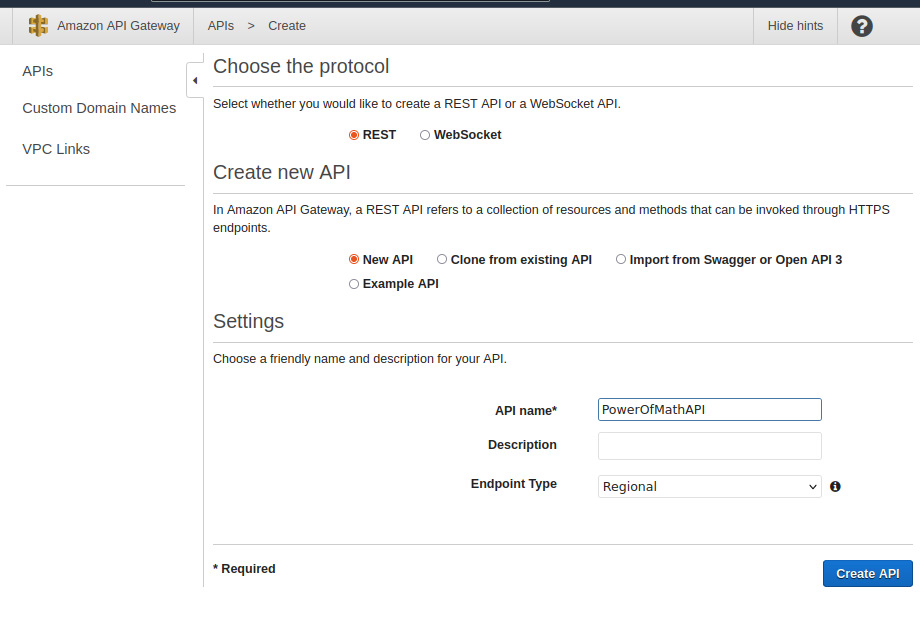 Amazon API Gateway APIs > Create Hide hints ?
APIs
Custom Domain Names
VPC Links
Choose the protocol
Select whether you would like to create a REST API or a WebSocket API.
REST WebSocket
Create new API
In Amazon API Gateway, a REST API refers to a collection of resources and methods that can be invoked through HTTPS
endpoints.
New API Clone from existing API Import from Swagger or Open API 3
Example API
Settings
Choose a friendly name and description for your API.
API name* PowerOfMathAPI
Description
Endpoint Type Regional
* Required
Create API